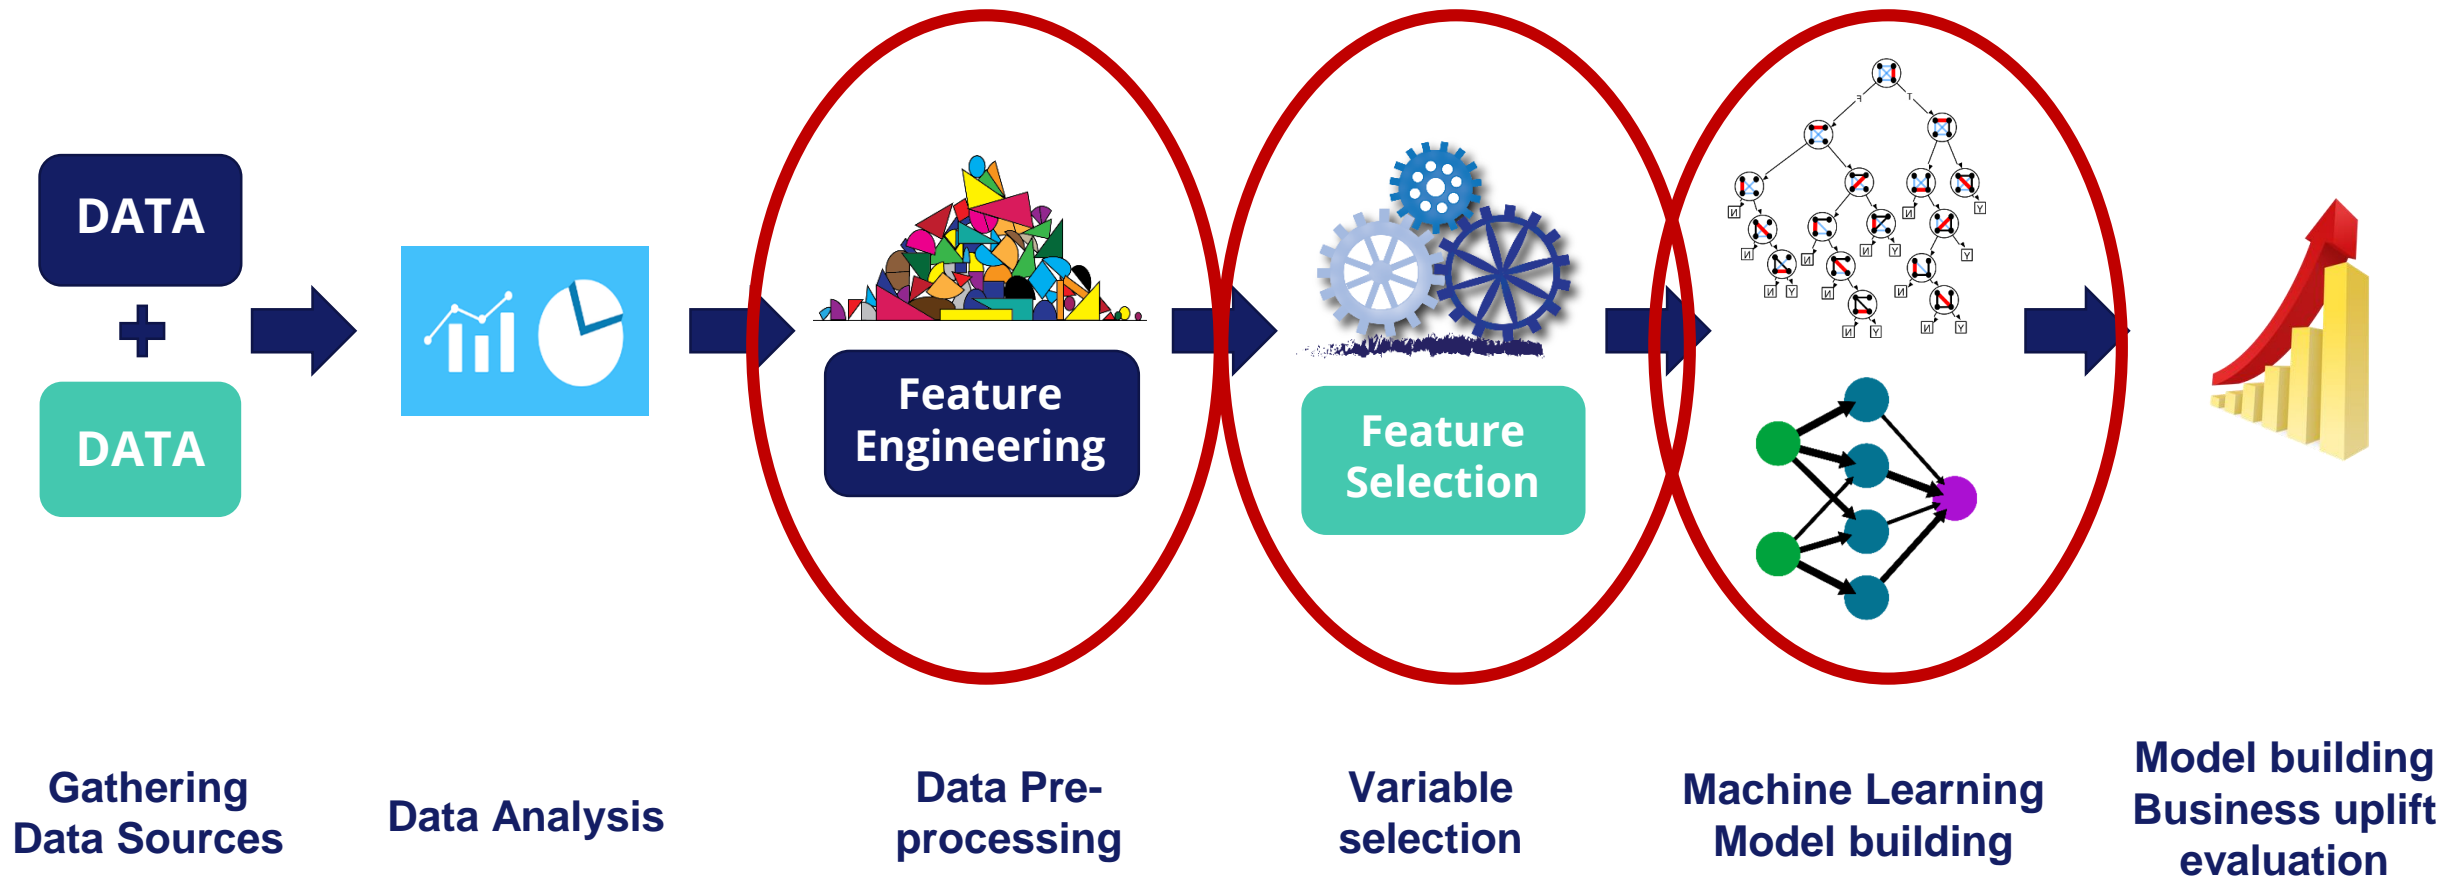 DATA
DATA
Feature
Engineering
Feature
Selection
F
T
N
Y
N
N
Y
N
Y
N
Y
N
Y
N
N
Y
N
Y
Gathering
Data Sources
Data Analysis
Data Pre-
processing
Variable
selection
Machine Learning
Model building
Model building
Business uplift
evaluation